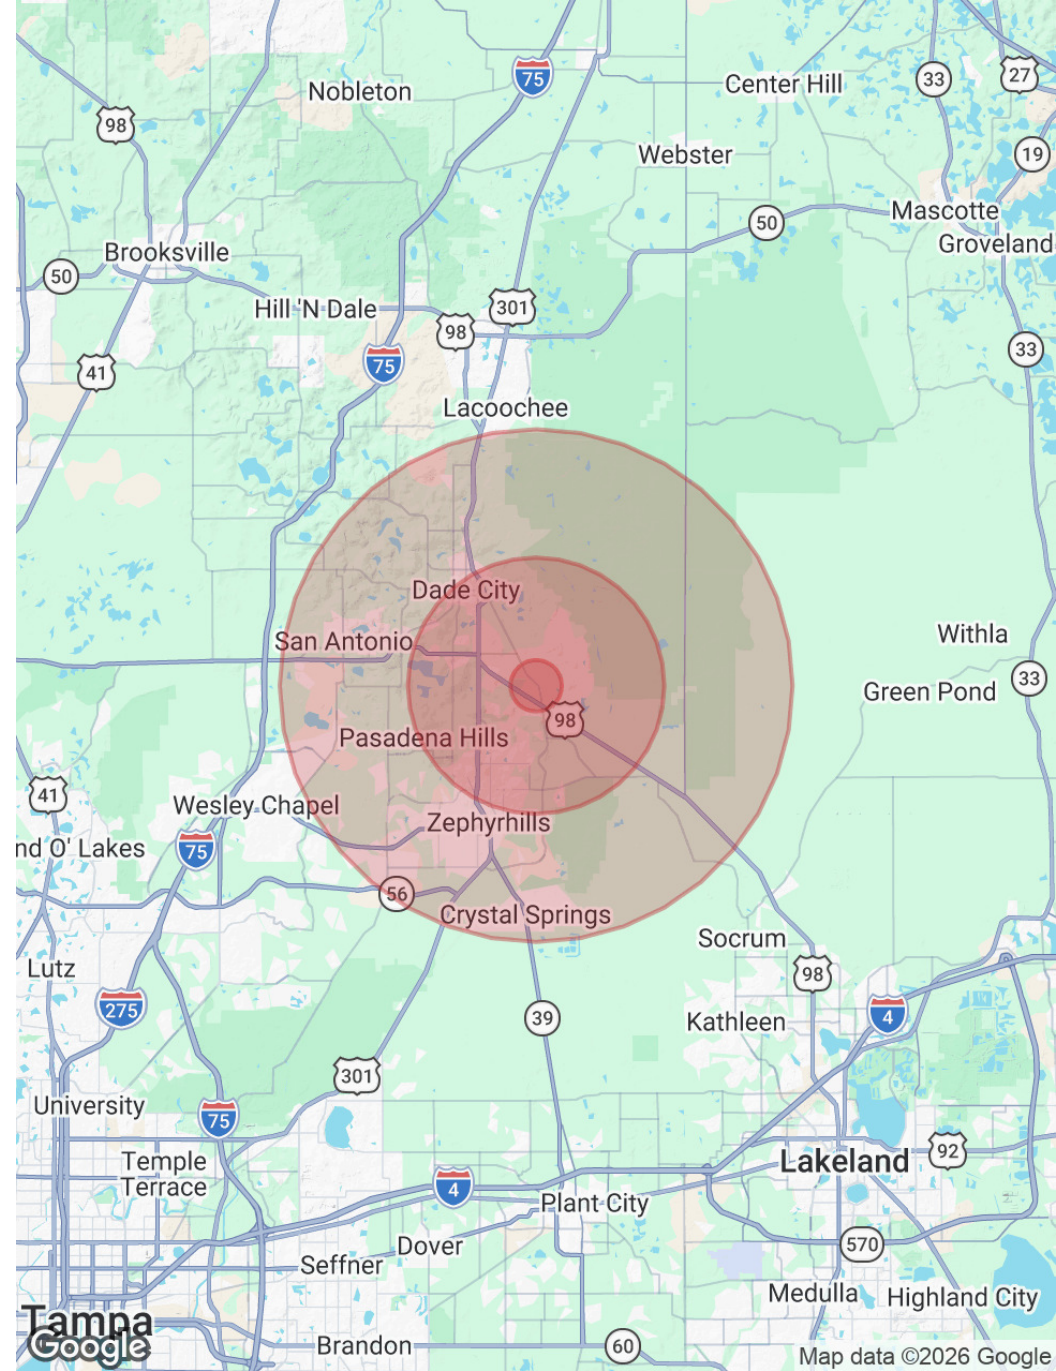 75
Nobleton
Center Hill
33
27
98
Webster
19
50
Mascotte
Groveland
Brooksville
50
Hill 'N Dale
301
98
33
75
41
Lacoochee
Dade City
San Antonio
Withla
33
Green Pond
98
Pasadena Hills
41
Wesley Chapel
Zephyrhills
nd O' Lakes
75
56
Crystal Springs
Socrum
Lutz
98
275
39
4
Kathleen
301
University
75
Temple
Terrace
92
Lakeland
4
Plant City
Dover
570
Seffner
Medulla
Highland City
Tampa
Google
Brandon
60
Map data ©2026 Google